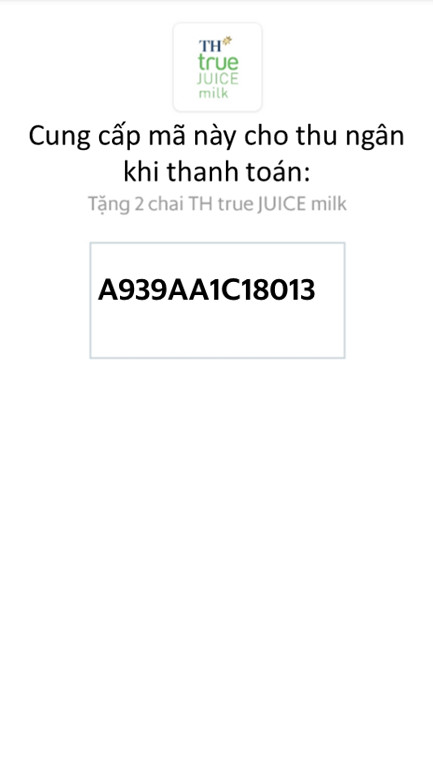 TH
true
JUICE
milk
Cung cấp mã này cho thu ngân
khi thanh toán:
Tặng 2 chai TH true JUICE milk
A939AA1C18013